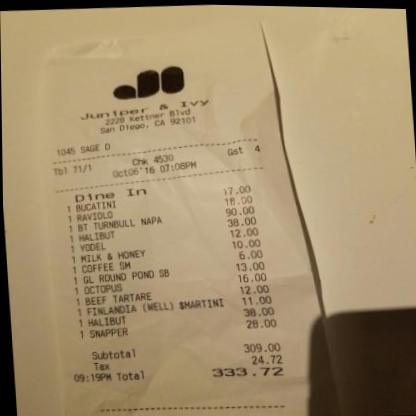 Juniper & Ivy
2228 Kettner Blvd
San Diego, CA 92101
1045 SAGE D
Tbl 71/1 Chk 4530 Gst 4
Oct06'16 07:08PM
Dine In
1 BUCATINI 17.00
1 RAVIOLO 18.00
1 BT TURNBULL NAPA 90.00
1 HALIBUT 38.00
1 YODEL 12.00
1 MILK & HONEY 10.00
1 COFFEE SM 6.00
1 GL ROUND POND SB 13.00
1 OCTOPUS 16.00
1 BEEF TARTARE 12.00
1 FINLANDIA (WELL) $MARTINI 11.00
1 HALIBUT 38.00
1 SNAPPER 28.00
Subtotal 309.00
Tax 24.72
09:19PM Total 333.72